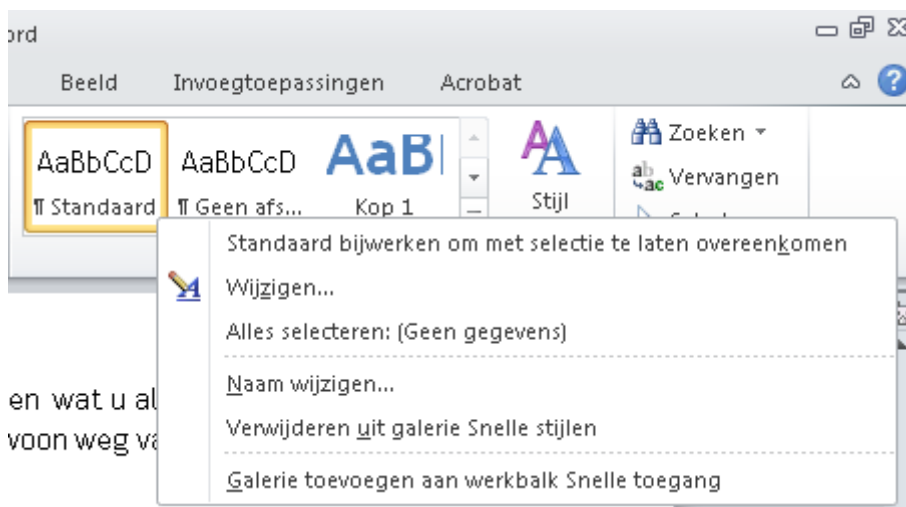 ord
Beeld Invoegtoepassingen Acrobat
AaBbCcD AaBbCcD AaB
Zoeken
Vervangen
¶ Standaard ¶ Geen afs... Kop 1 Stijl
Standaard bijwerken om met selectie te laten overeenkomen
Wijzigen...
Alles selecteren: (Geen gegevens)
Naam wijzigen...
en wat u al
Verwijderen uit galerie Snelle stijlen
voon weg va
Galerie toevoegen aan werkbalk Snelle toegang